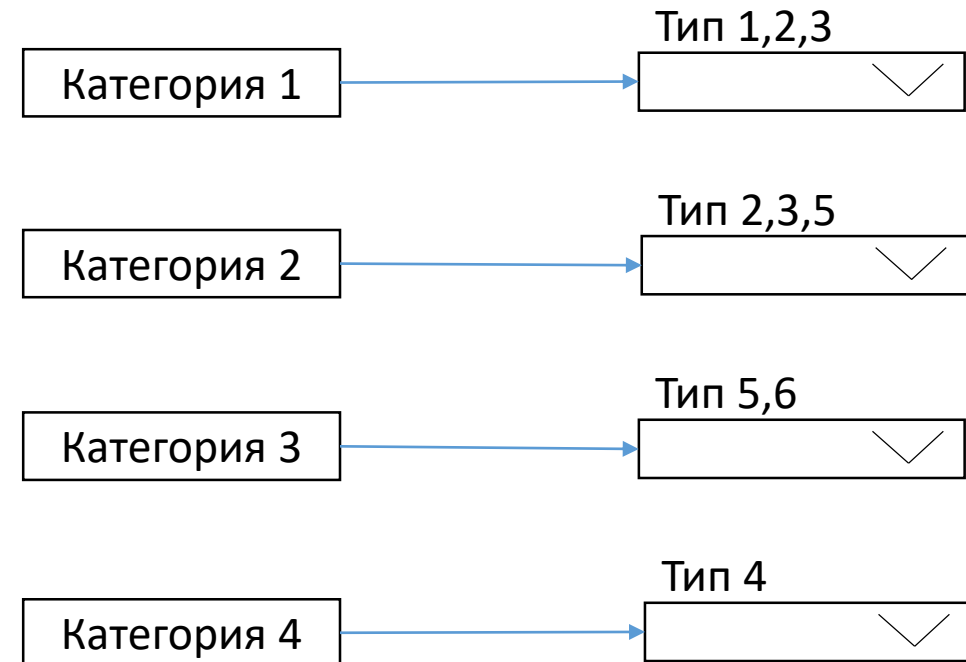 Тип 1,2,3
Категория 1
Тип 2,3,5
Категория 2
Тип 5,6
Категория 3
Тип 4
Категория 4